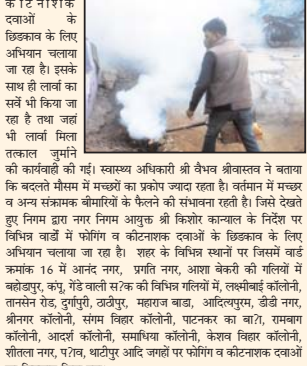 कीटनाशक
दवाओं के
छिडकाव के लिए
अभियान चलाया
जा रहा है। इसके
साथ ही लार्वा का
सर्वे भी किया जा
रहा है तथा जहां
भी लार्वा मिला
तत्काल जुर्माने
की कार्यवाही की गई। स्वास्थ्य अधिकारी श्री वैभव श्रीवास्तव ने बताया
कि बदलते मौसम में मच्छरों का प्रकोप ज्यादा रहता है। वर्तमान में मच्छर
व अन्य संक्रामक बीमारियों के फैलने की संभावना रहती है। जिसे देखते
हुए निगम द्वारा नगर निगम आयुक्त श्री किशोर कान्याल के निर्देश पर
विभिन्न वार्डों में फोगिंग व कीटनाशक दवाओं के छिडकाव के लिए
अभियान चलाया जा रहा है। शहर के विभिन्न स्थानों पर जिसमें वार्ड
क्रमांक 16 में आनंद नगर, प्रगति नगर, आशा बेकरी की गलियों में
बहोडापुर, कंपू, गेंडे वाली स?क की विभिन्न गलियों में, लक्ष्मीबाई कॉलोनी,
तानसेन रोड, दुर्गापुरी, ठाठीपुर, महाराज बाडा, आदित्यपुरम, डीडी नगर,
श्रीनगर कॉलोनी, संगम विहार कॉलोनी, पाटनकर का बा?ा, रामबाग
कॉलोनी, आदर्श कॉलोनी, समाधिया कॉलोनी, केशव विहार कॉलोनी,
शीतला नगर, प?ाव, थाटीपुर आदि जगहों पर फोगिंग व कीटनाशक दवाओं